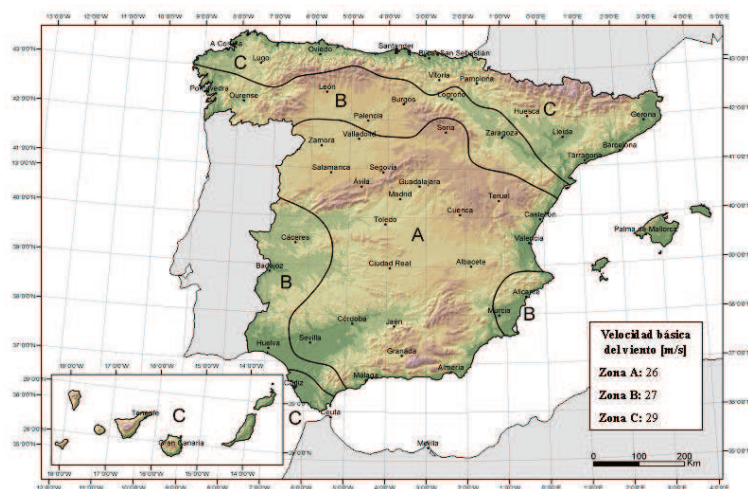 A Coruña
Lugo
Oviedo
Santander
San Sebastián
C
Pontevedra
Ourense
León
B
Burgos
Vitoria
Pamplona
Logroño
Palencia
Huesca
C
Gerona
Zamora
Valladolid
Soria
Zaragoza
Lleida
Barcelona
Tarragona
Salamanca
Segovia
Ávila
Guadalajara
Madrid
Teruel
Cuenca
Castellón
Toledo
A
Valencia
Palma de Mallorca
Cáceres
Badajoz
B
Ciudad Real
Albacete
Alicante
Murcia
B
Córdoba
Jaén
Huelva
Sevilla
Granada
Almería
Málaga
Cádiz
C
Ceuta
Melilla
C
Tenerife
Gran Canaria
Velocidad básica
del viento [m/s]
Zona A: 26
Zona B: 27
Zona C: 29
0 100 200
Km